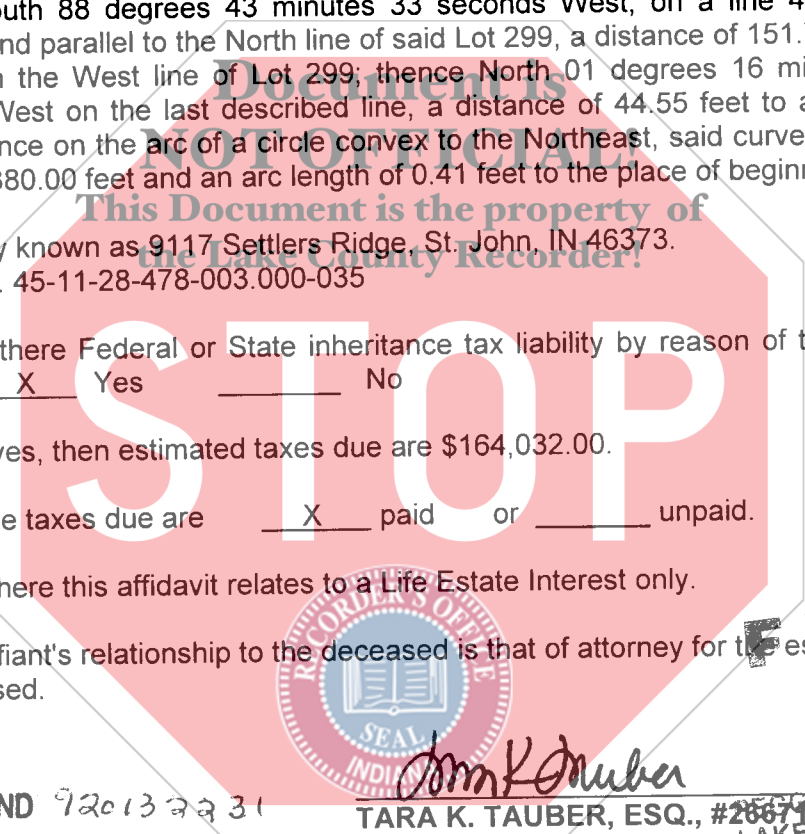 outh 88 degrees 43 minutes 33 seconds West, on a line 4
nd parallel to the North line of said Lot 299, a distance of 151.
n the West line of Lot 299; thence North 01 degrees 16 mi
West on the last described line, a distance of 44.55 feet to a
nce on the arc of a circle convex to the Northeast, said curve
380.00 feet and an arc length of 0.41 feet to the place of beginn
y known as 9117 Settlers Ridge, St. John, IN 46373.
. 45-11-28-478-003.000-035
Document is
NOT OFFICIAL!
This Document is the property of
the Lake County Recorder!
there Federal or State inheritance tax liability by reason of t
X Yes ______ No
STOP
yes, then estimated taxes due are $164,032.00.
e taxes due are X paid or ______ unpaid.
here this affidavit relates to a Life Estate Interest only.
fiant's relationship to the deceased is that of attorney for the es
F
sed.
RECORDER'S OFFICE
SEAL
INDIANA
ND 920132231
TARA K. TAUBER, ESQ., #26679